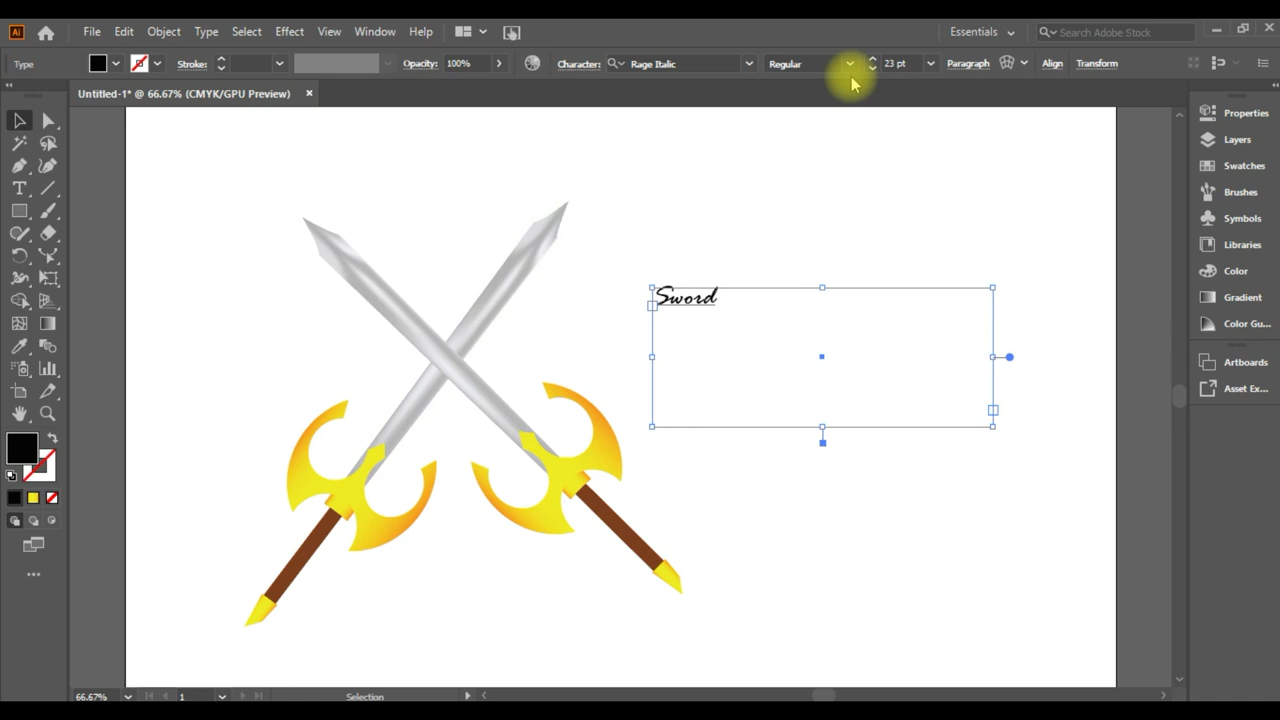 Ai File Edit Object Type Select Effect View Window Help Essentials Search Adobe Stock
Type Stroke: Opacity: 100% Character: Rage Italic Regular 23 pt Paragraph Align Transform
Untitled-1* @ 66.67% (CMYK/GPU Preview)
Properties
Layers
Swatches
Brushes
Symbols
Libraries
Color
Gradient
Color Gu...
Artboards
Asset Ex...
Sword
66.67% 1 Selection